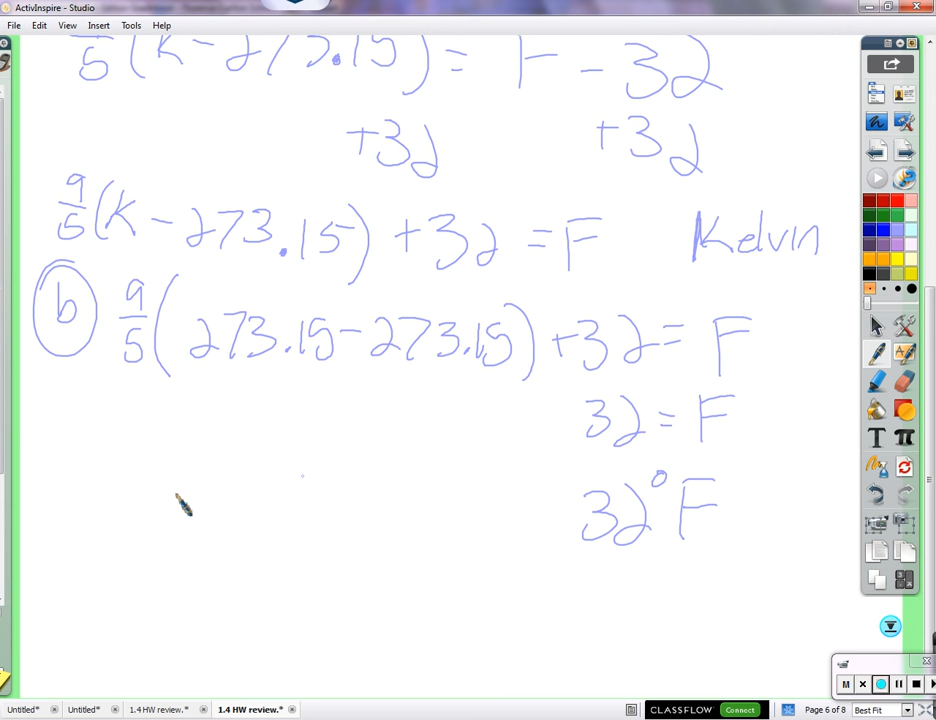 ActivInspire - Studio
File Edit View Insert Tools Help
9/5 (K - 273.15) = F - 32
+32 +32
9/5 (K - 273.15) + 32 = F Kelvin
b 9/5 (273.15 - 273.15) + 32 = F
32 = F
32° F
Untitled* Untitled* 1.4 HW review.* 1.4 HW review.* CLASSFLOW Connect Page 6 of 8 Best Fit
M